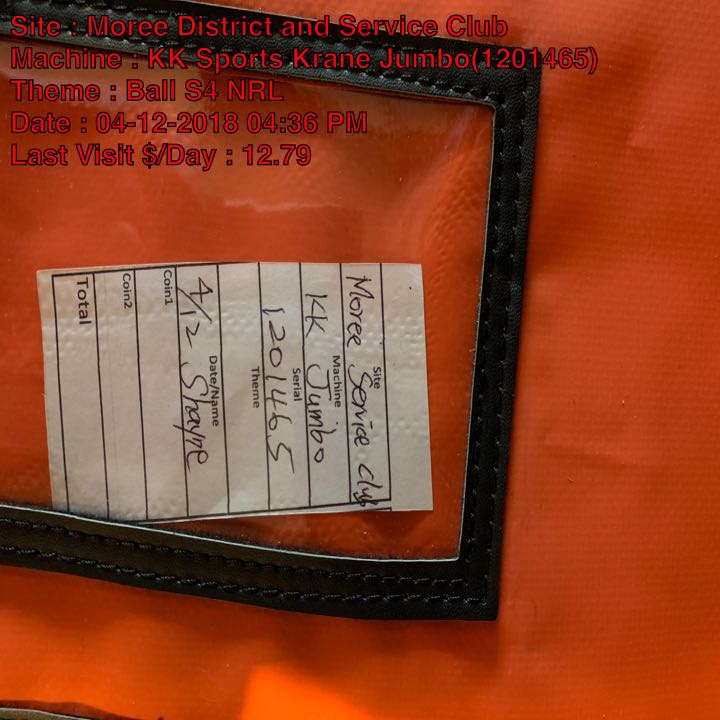 Site : Moree District and Service Club
Machine : KK Sports Krane Jumbo(1201465)
Theme : Ball S4 NRL
Date : 04-12-2018 04:36 PM
Last Visit $/Day : 12.79
Site
Moree Service Club
Machine
KK Jumbo
Serial
1201465
Theme
Date/Name
4/12 Shayne
Coin1
Coin2
Total